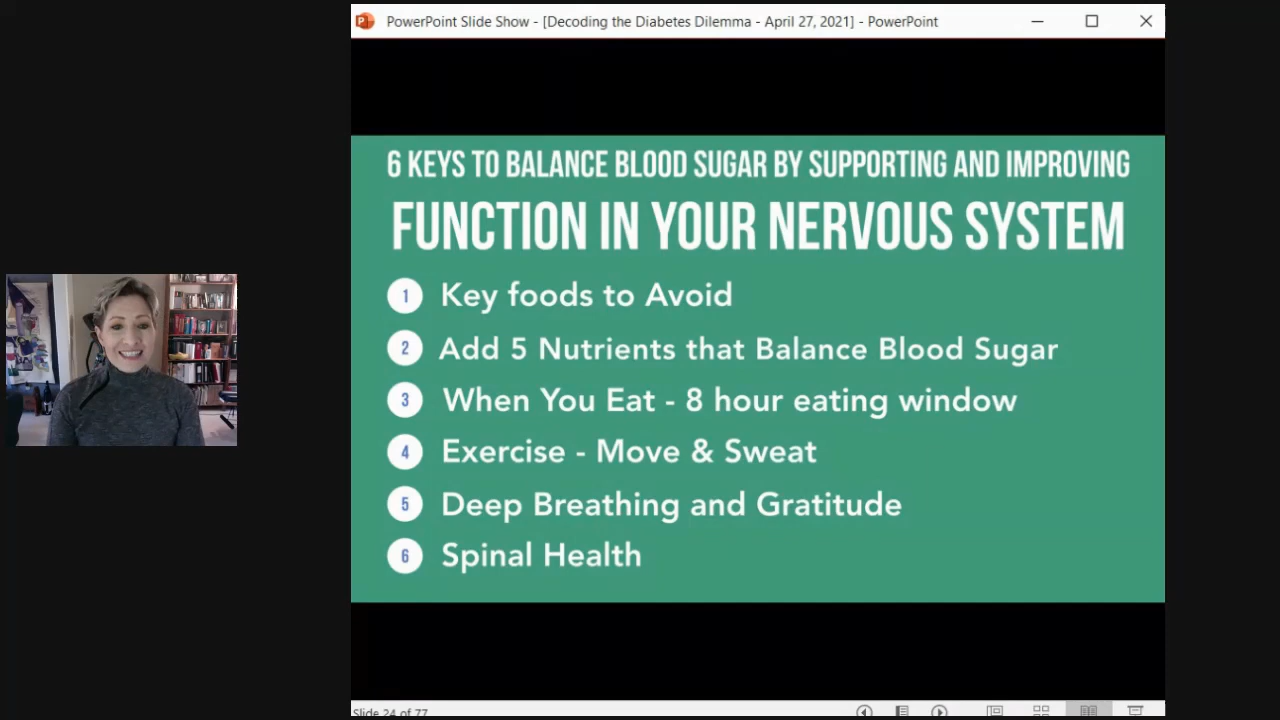 PowerPoint Slide Show - [Decoding the Diabetes Dilemma - April 27, 2021] - PowerPoint
6 KEYS TO BALANCE BLOOD SUGAR BY SUPPORTING AND IMPROVING
FUNCTION IN YOUR NERVOUS SYSTEM
1 Key foods to Avoid
2 Add 5 Nutrients that Balance Blood Sugar
3 When You Eat - 8 hour eating window
4 Exercise - Move & Sweat
5 Deep Breathing and Gratitude
6 Spinal Health
Slide 24 of 77